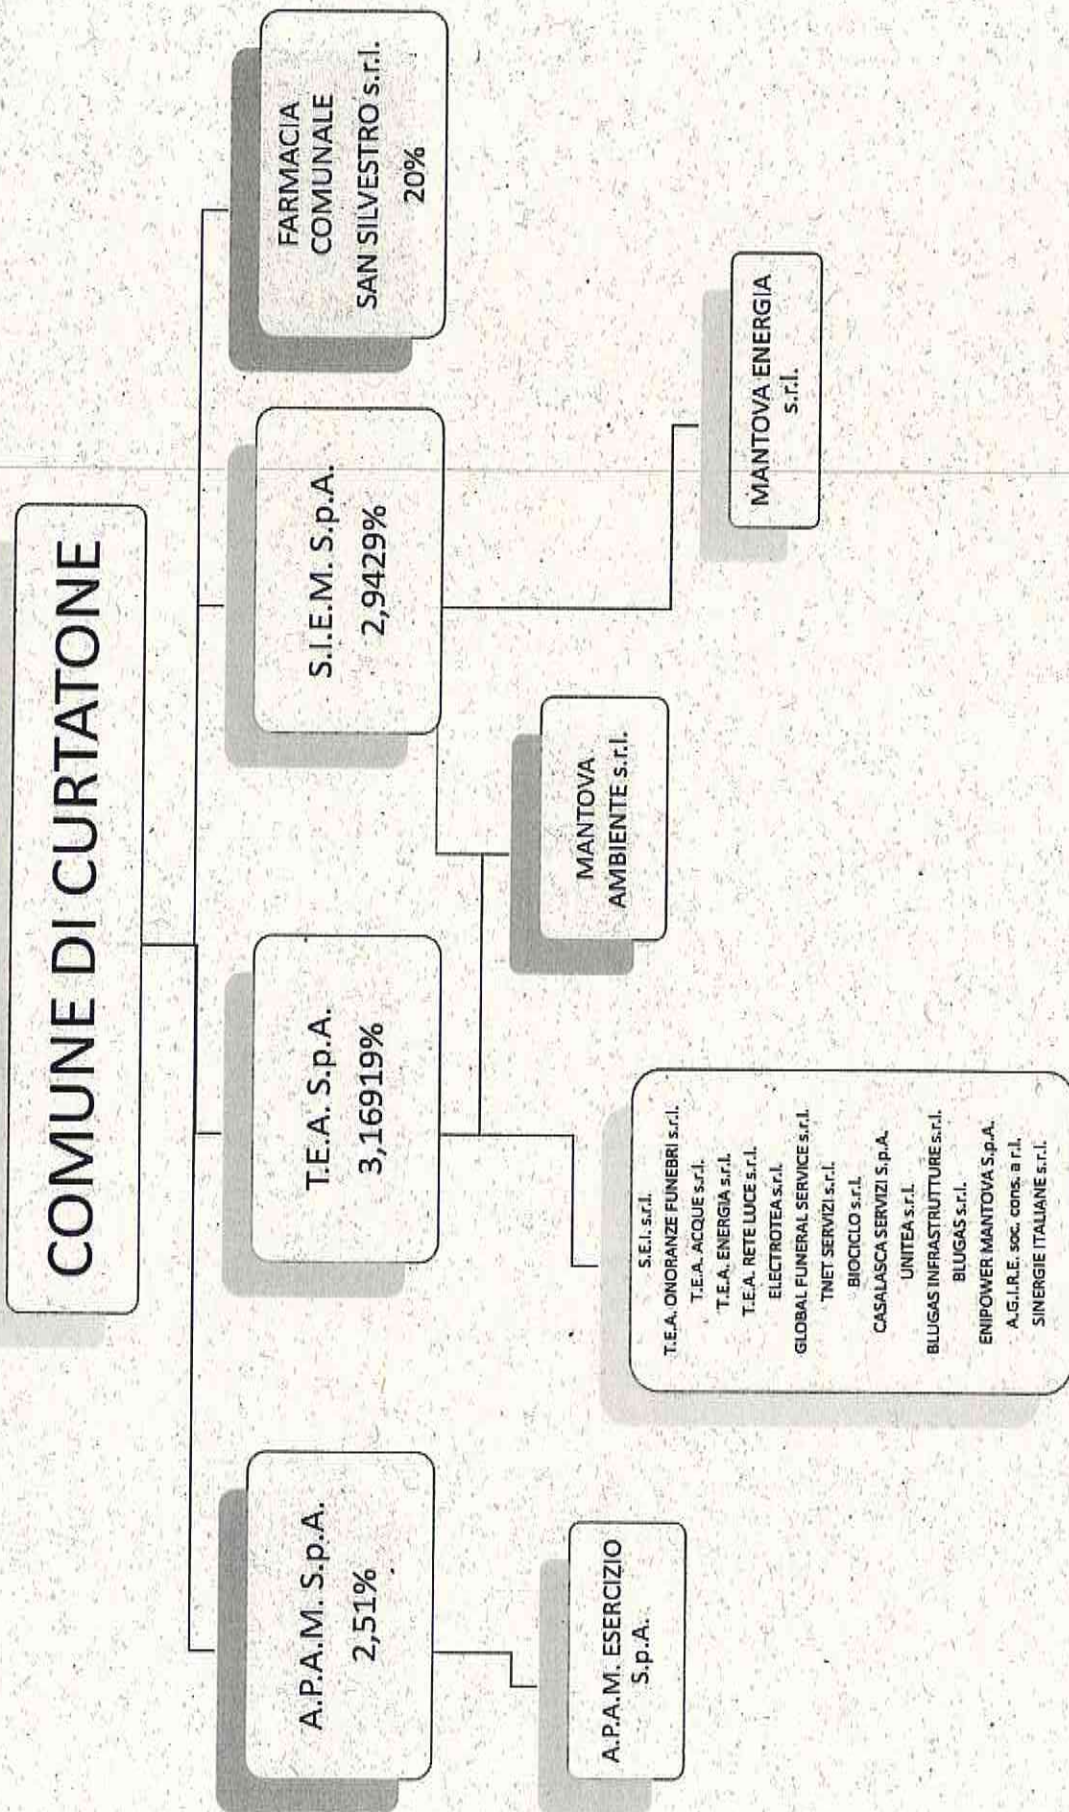 COMUNE DI CURTATONE
A.P.A.M. S.p.A.
2,51%
T.E.A. S.p.A.
3,16919%
S.I.E.M. S.p.A.
2,9429%
FARMACIA
COMUNALE
SAN SILVESTRO s.r.l.
20%
A.P.A.M. ESERCIZIO
S.p.A.
S.E.I. s.r.l.
T.E.A. ONORANZE FUNEBRI s.r.l.
T.E.A. ACQUE s.r.l.
T.E.A. ENERGIA s.r.l.
T.E.A. RETE LUCE s.r.l.
ELECTROTEA s.r.l.
GLOBAL FUNERAL SERVICE s.r.l.
TNET SERVIZI s.r.l.
BIOCICLO s.r.l.
CASALASCA SERVIZI S.p.A.
UNITEA s.r.l.
BLUGAS INFRASTRUTTURE s.r.l.
BLUGAS s.r.l.
ENIPOWER MANTOVA S.p.A.
A.G.I.R.E. soc. cons. a r.l.
SINERGIE ITALIANE s.r.l.
MANTOVA
AMBIENTE s.r.l.
MANTOVA ENERGIA
s.r.l.